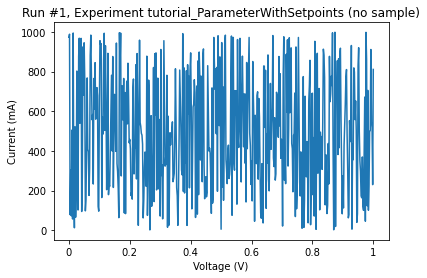 Run #1, Experiment tutorial_ParameterWithSetpoints (no sample)
1000
800
600
400
200
0
Current (mA)
0 0.2 0.4 0.6 0.8 1
Voltage (V)